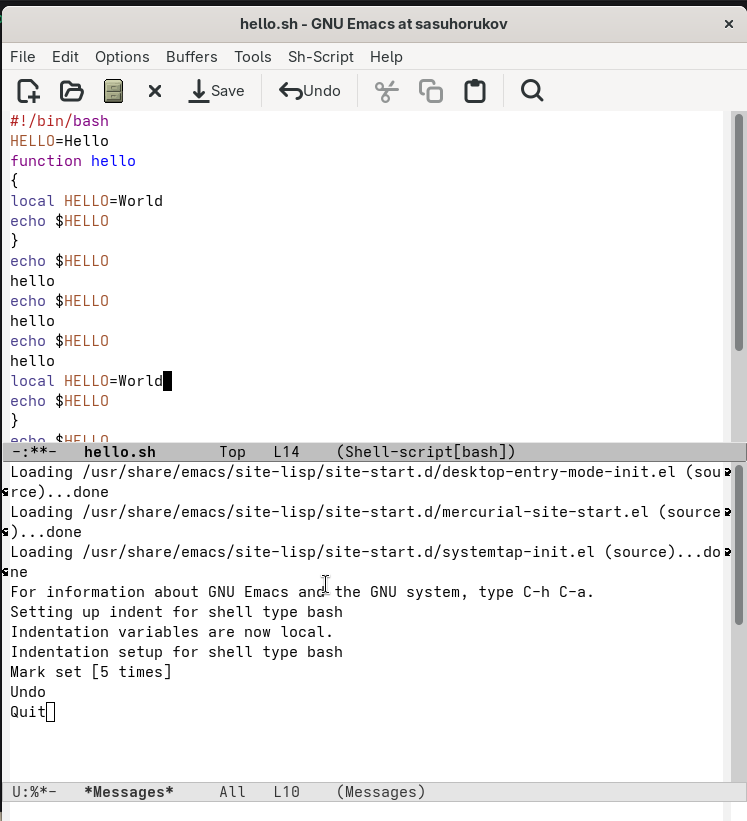 hello.sh - GNU Emacs at sasuhorukov
File Edit Options Buffers Tools Sh-Script Help
Save Undo
#!/bin/bash
HELLO=Hello
function hello
{
local HELLO=World
echo $HELLO
}
echo $HELLO
hello
echo $HELLO
hello
echo $HELLO
hello
local HELLO=World
echo $HELLO
}
echo $HELLO
-:**- hello.sh Top L14 (Shell-script[bash])
Loading /usr/share/emacs/site-lisp/site-start.d/desktop-entry-mode-init.el (sou
rce)...done
Loading /usr/share/emacs/site-lisp/site-start.d/mercurial-site-start.el (source
)...done
Loading /usr/share/emacs/site-lisp/site-start.d/systemtap-init.el (source)...do
ne
For information about GNU Emacs and the GNU system, type C-h C-a.
Setting up indent for shell type bash
Indentation variables are now local.
Indentation setup for shell type bash
Mark set [5 times]
Undo
Quit
U:%*- *Messages* All L10 (Messages)